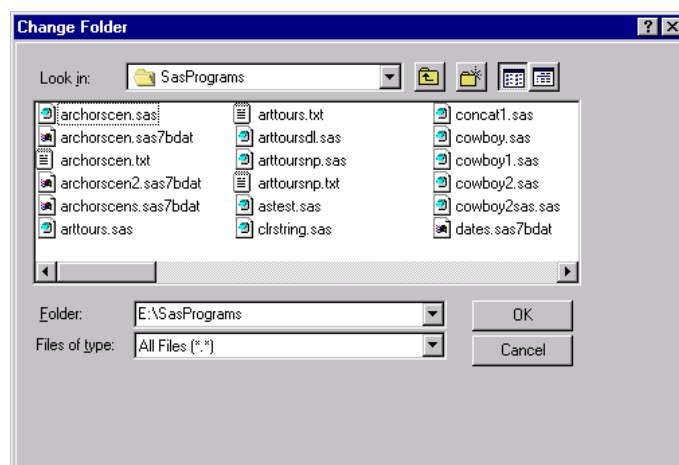 Change Folder
Look in: SasPrograms
archorscen.sas arttours.txt concat1.sas
archorscen.sas7bdat arttoursdl.sas cowboy.sas
archorscen.txt arttoursnp.sas cowboy1.sas
archorscen2.sas7bdat arttoursnp.txt cowboy2.sas
archorscens.sas7bdat astest.sas cowboy2sas.sas
arttours.sas clrstring.sas dates.sas7bdat
Folder: E:\SasPrograms OK
Files of type: All Files (*.*) Cancel